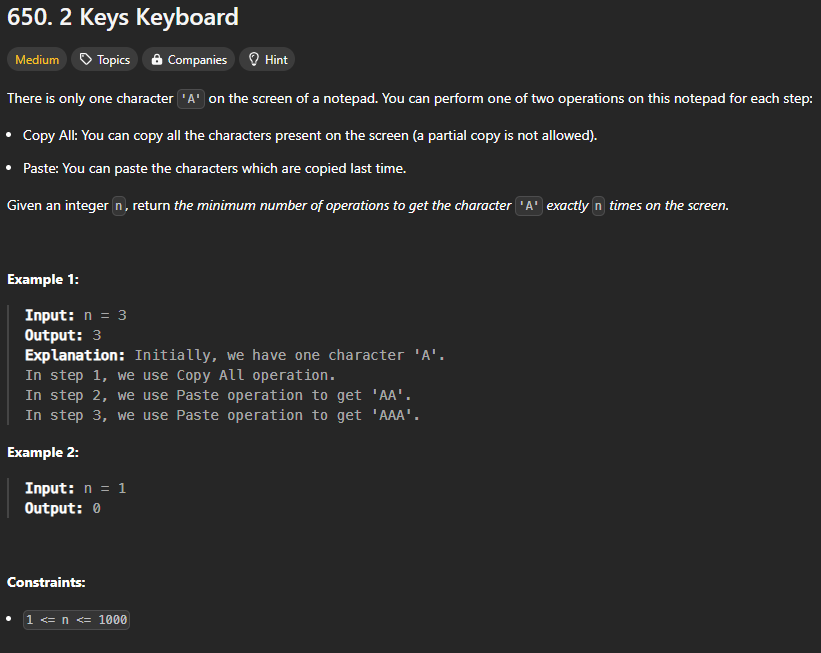 650. 2 Keys Keyboard
Medium Topics Companies Hint
There is only one character 'A' on the screen of a notepad. You can perform one of two operations on this notepad for each step:
• Copy All: You can copy all the characters present on the screen (a partial copy is not allowed).
• Paste: You can paste the characters which are copied last time.
Given an integer n, return the minimum number of operations to get the character 'A' exactly n times on the screen.
Example 1:
Input: n = 3
Output: 3
Explanation: Initially, we have one character 'A'.
In step 1, we use Copy All operation.
In step 2, we use Paste operation to get 'AA'.
In step 3, we use Paste operation to get 'AAA'.
Example 2:
Input: n = 1
Output: 0
Constraints:
• 1 <= n <= 1000